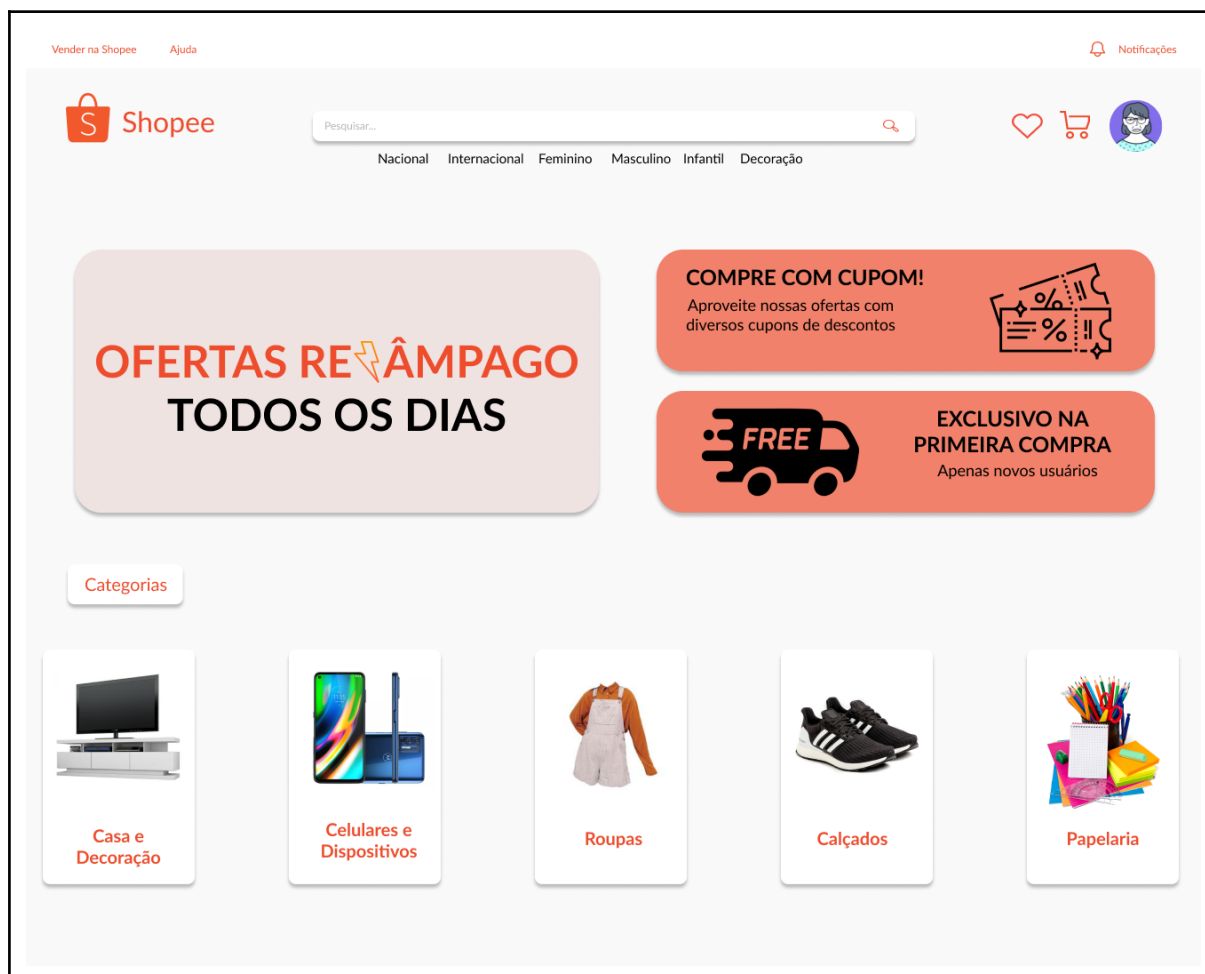 Vender na Shopee Ajuda Notificações
S Shopee
Pesquisar...
Nacional Internacional Feminino Masculino Infantil Decoração
OFERTAS RE ÂMPAGO
TODOS OS DIAS
COMPRE COM CUPOM!
Aproveite nossas ofertas com
diversos cupons de descontos
%
%
FREE
EXCLUSIVO NA
PRIMEIRA COMPRA
Apenas novos usuários
Categorias
Casa e
Decoração
Celulares e
Dispositivos
Roupas
Calçados
Papelaria